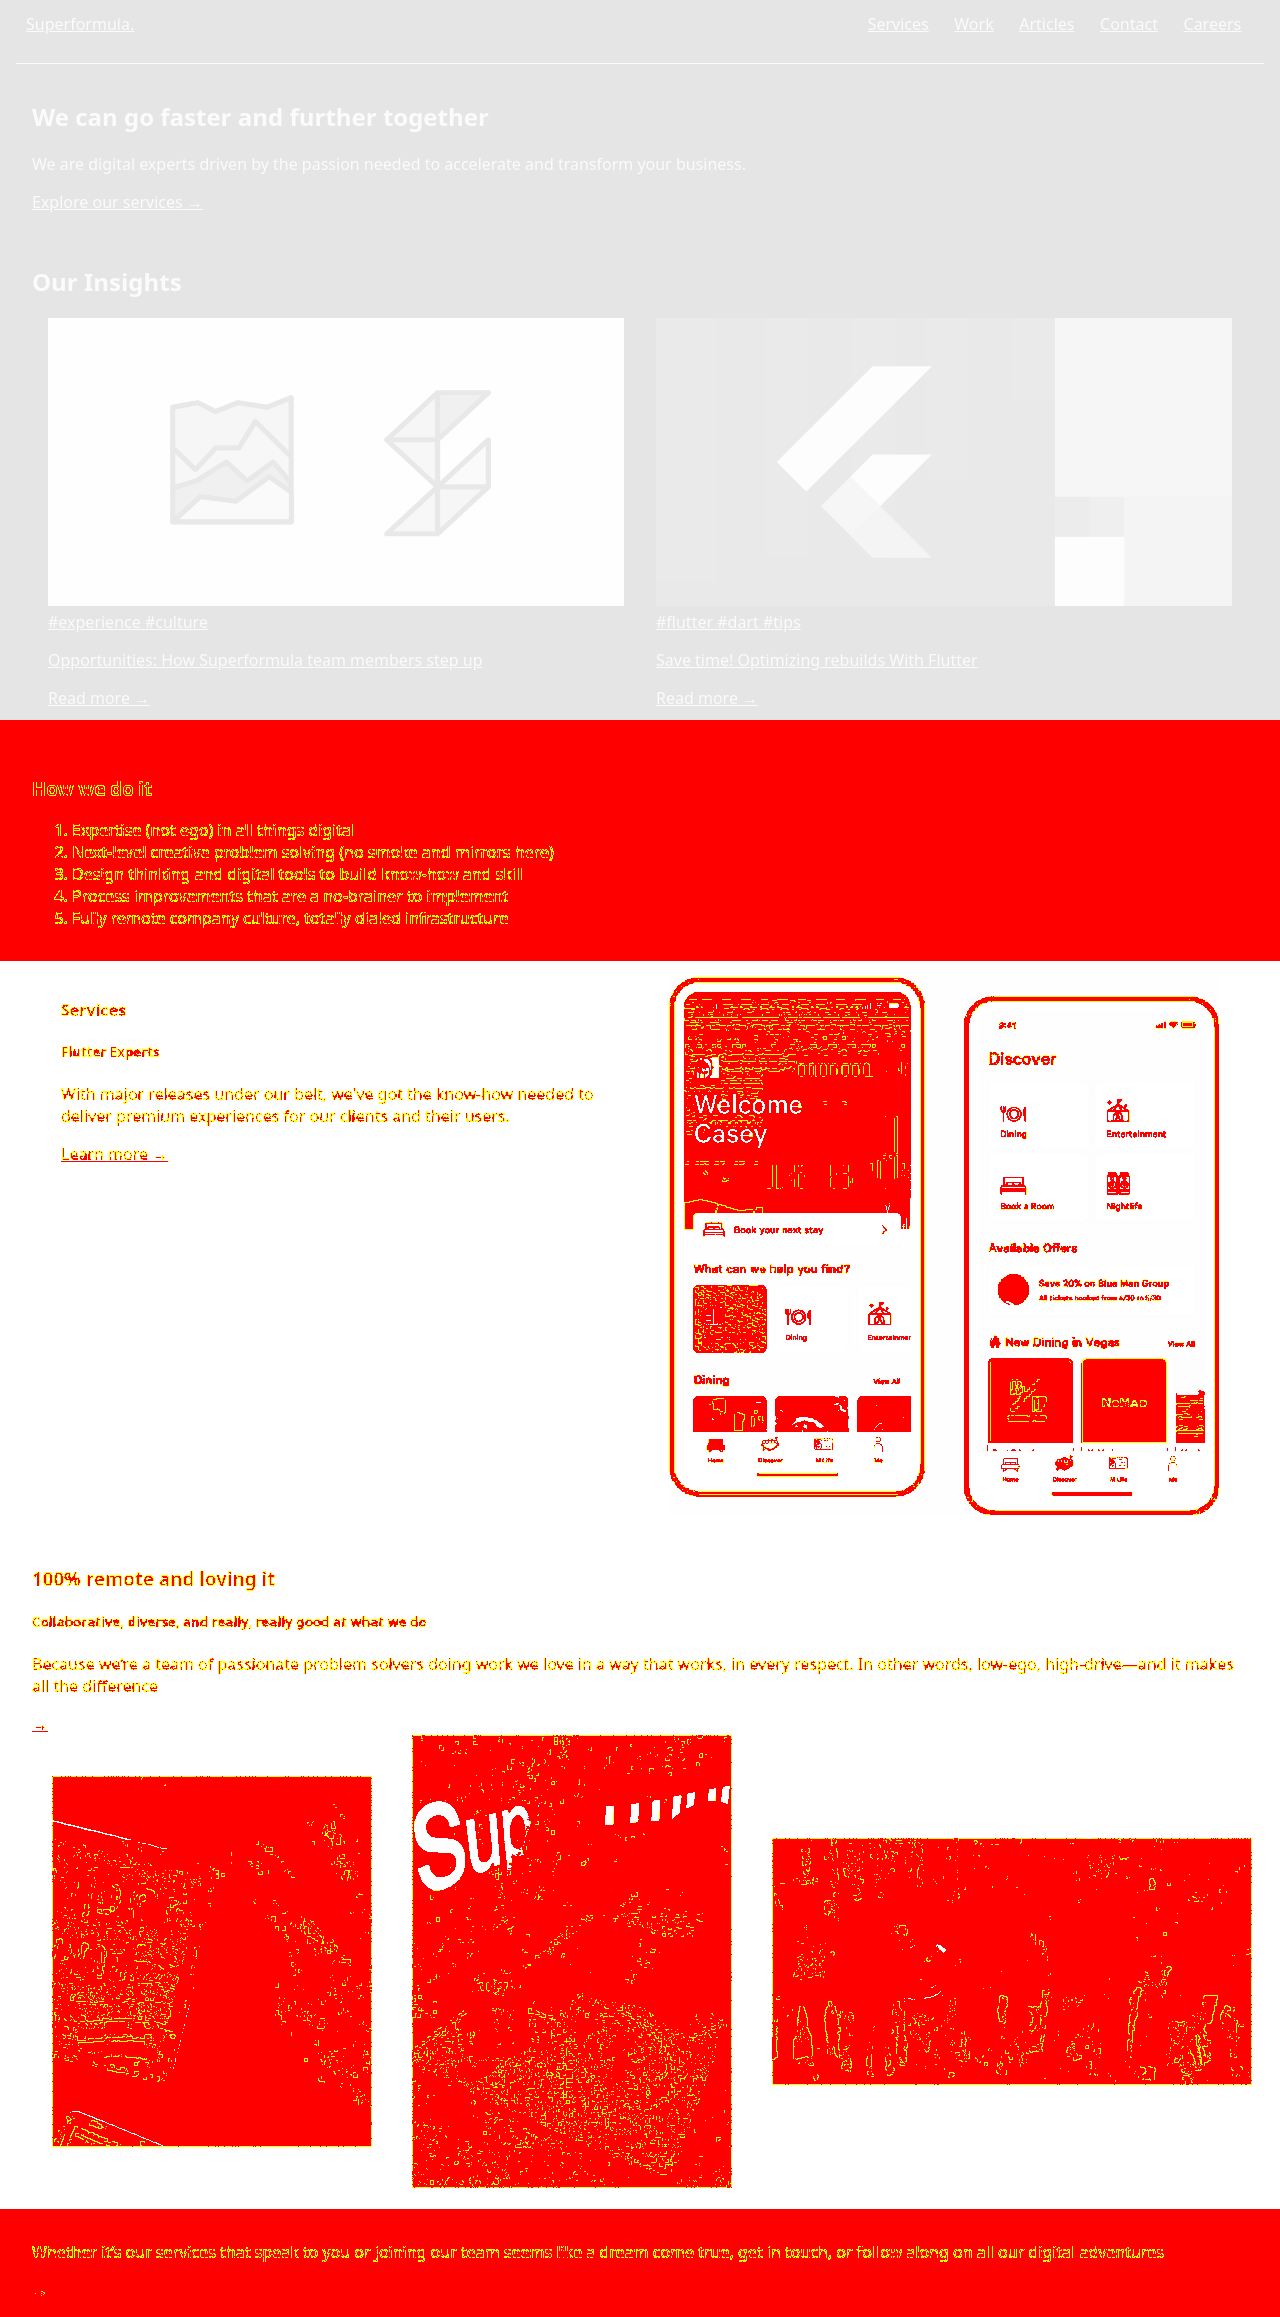 Superformula.
Services Work Articles Contact Careers
We can go faster and further together
We are digital experts driven by the passion needed to accelerate and transform your business.
Explore our services →
Our Insights
#experience #culture
Opportunities: How Superformula team members step up
Read more →
#flutter #dart #tips
Save time! Optimizing rebuilds With Flutter
Read more →
How we do it
1. Expertise (not ego) in all things digital
2. Next-level creative problem solving (no smoke and mirrors here)
3. Design thinking and digital tools to build know-how and skill
4. Process improvements that are a no-brainer to implement
5. Fully remote company culture, totally dialed infrastructure
Services
Flutter Experts
With major releases under our belt, we've got the know-how needed to
deliver premium experiences for our clients and their users.
Learn more →
Welcome
Casey
Book your next stay
What can we help you find?
Dining
Entertainmer
Dining
View All
Home
Discover
M life
Me
9:41
Discover
Dining
Entertainment
Book a Room
Nightlife
Available Offers
Save 20% on Blue Man Group
All tickets booked from 4/30 to 5/30
New Dining in Vegas
View All
NoMad
Home
Discover
M life
Me
100% remote and loving it
Collaborative, diverse, and really, really good at what we do
Because we're a team of passionate problem solvers doing work we love in a way that works, in every respect. In other words, low-ego, high-drive—and it makes
all the difference
→
Sup
Whether it's our services that speak to you or joining our team seems like a dream come true, get in touch, or follow along on all our digital adventures